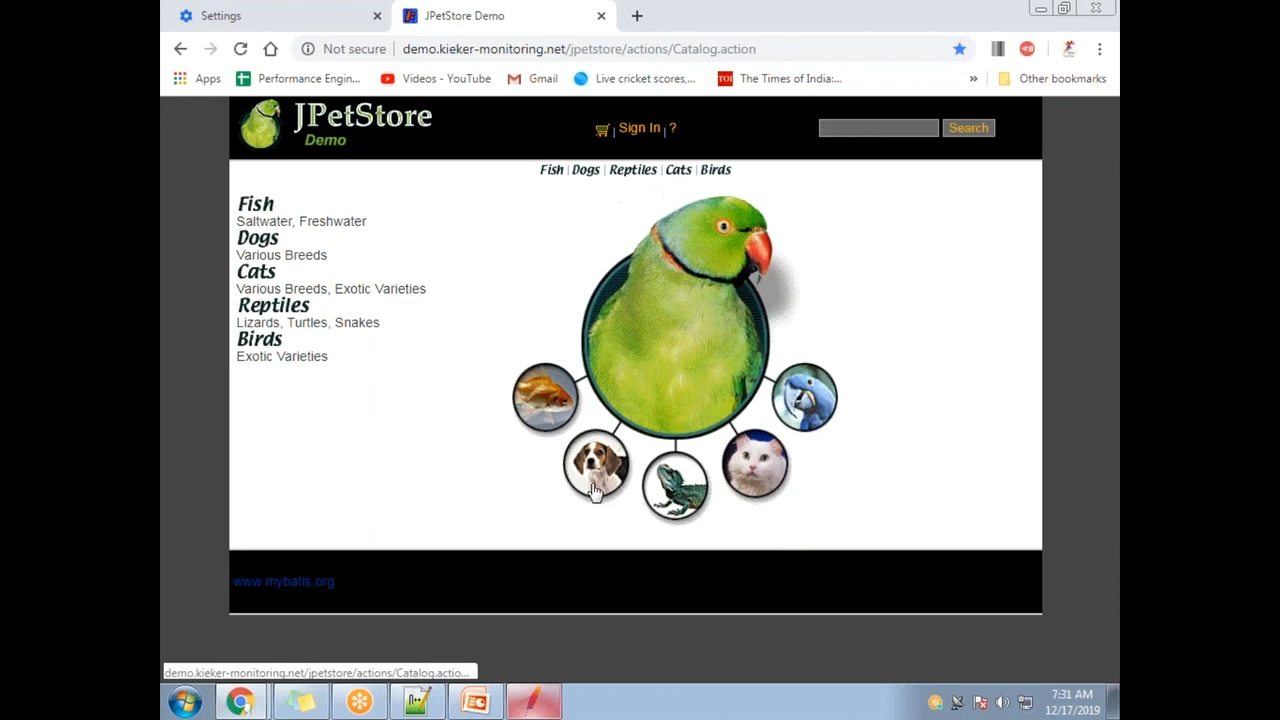 Settings
JPetStore Demo
Not secure
demo.kieker-monitoring.net/jpetstore/actions/Catalog.action
Apps
Performance Engin...
Videos - YouTube
Gmail
Live cricket scores,...
TOI
The Times of India:...
»
Other bookmarks
JPetStore
Demo
| Sign In | ?
Search
Fish | Dogs | Reptiles | Cats | Birds
Fish
Saltwater, Freshwater
Dogs
Various Breeds
Cats
Various Breeds, Exotic Varieties
Reptiles
Lizards, Turtles, Snakes
Birds
Exotic Varieties
www.mybatis.org
demo.kieker-monitoring.net/jpetstore/actions/Catalog.actio...
7:31 AM
12/17/2019